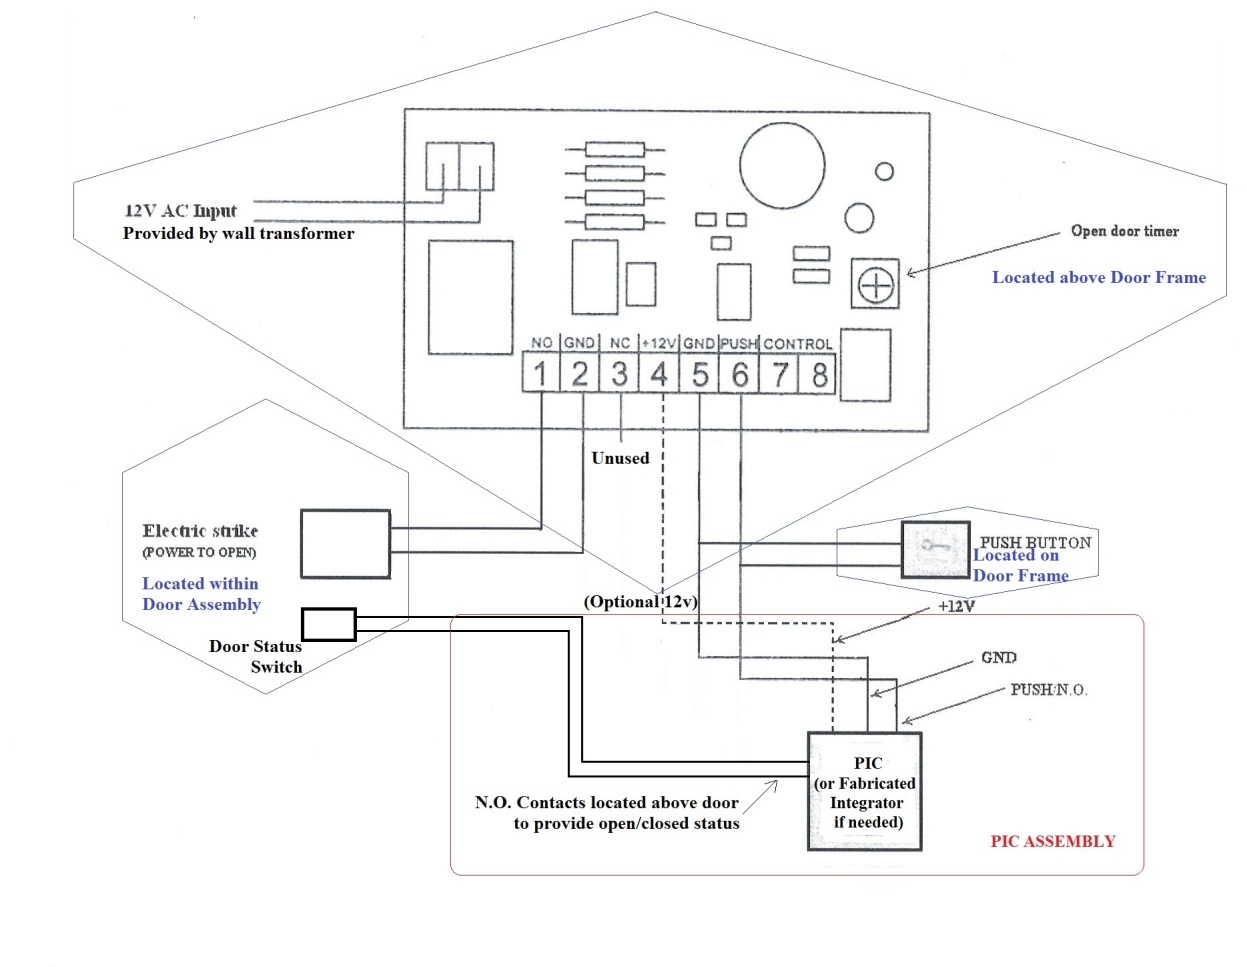 12V AC Input
Provided by wall transformer
Open door timer
Located above Door Frame
NO GND NC +12V GND PUSH CONTROL
1 2 3 4 5 6 7 8
Unused
Electric strike
(POWER TO OPEN)
Located within
Door Assembly
PUSH BUTTON
Located on
Door Frame
(Optional 12v)
+12V
Door Status
Switch
GND
PUSH/N.O.
PIC
(or Fabricated
Integrator
if needed)
N.O. Contacts located above door
to provide open/closed status
PIC ASSEMBLY